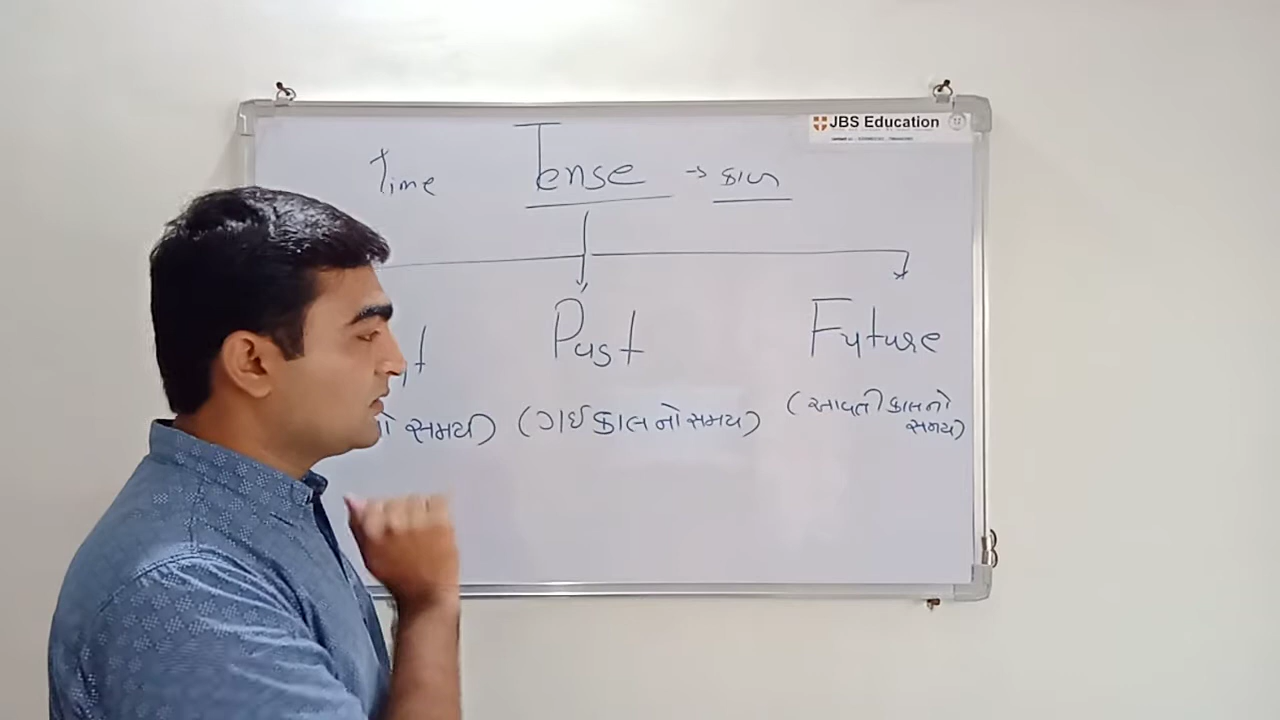 JBS Education
Time Tense → કાળ
Past Future
સમય) (ગઈકાલનો સમય) (આવતીકાલનો
સમય)